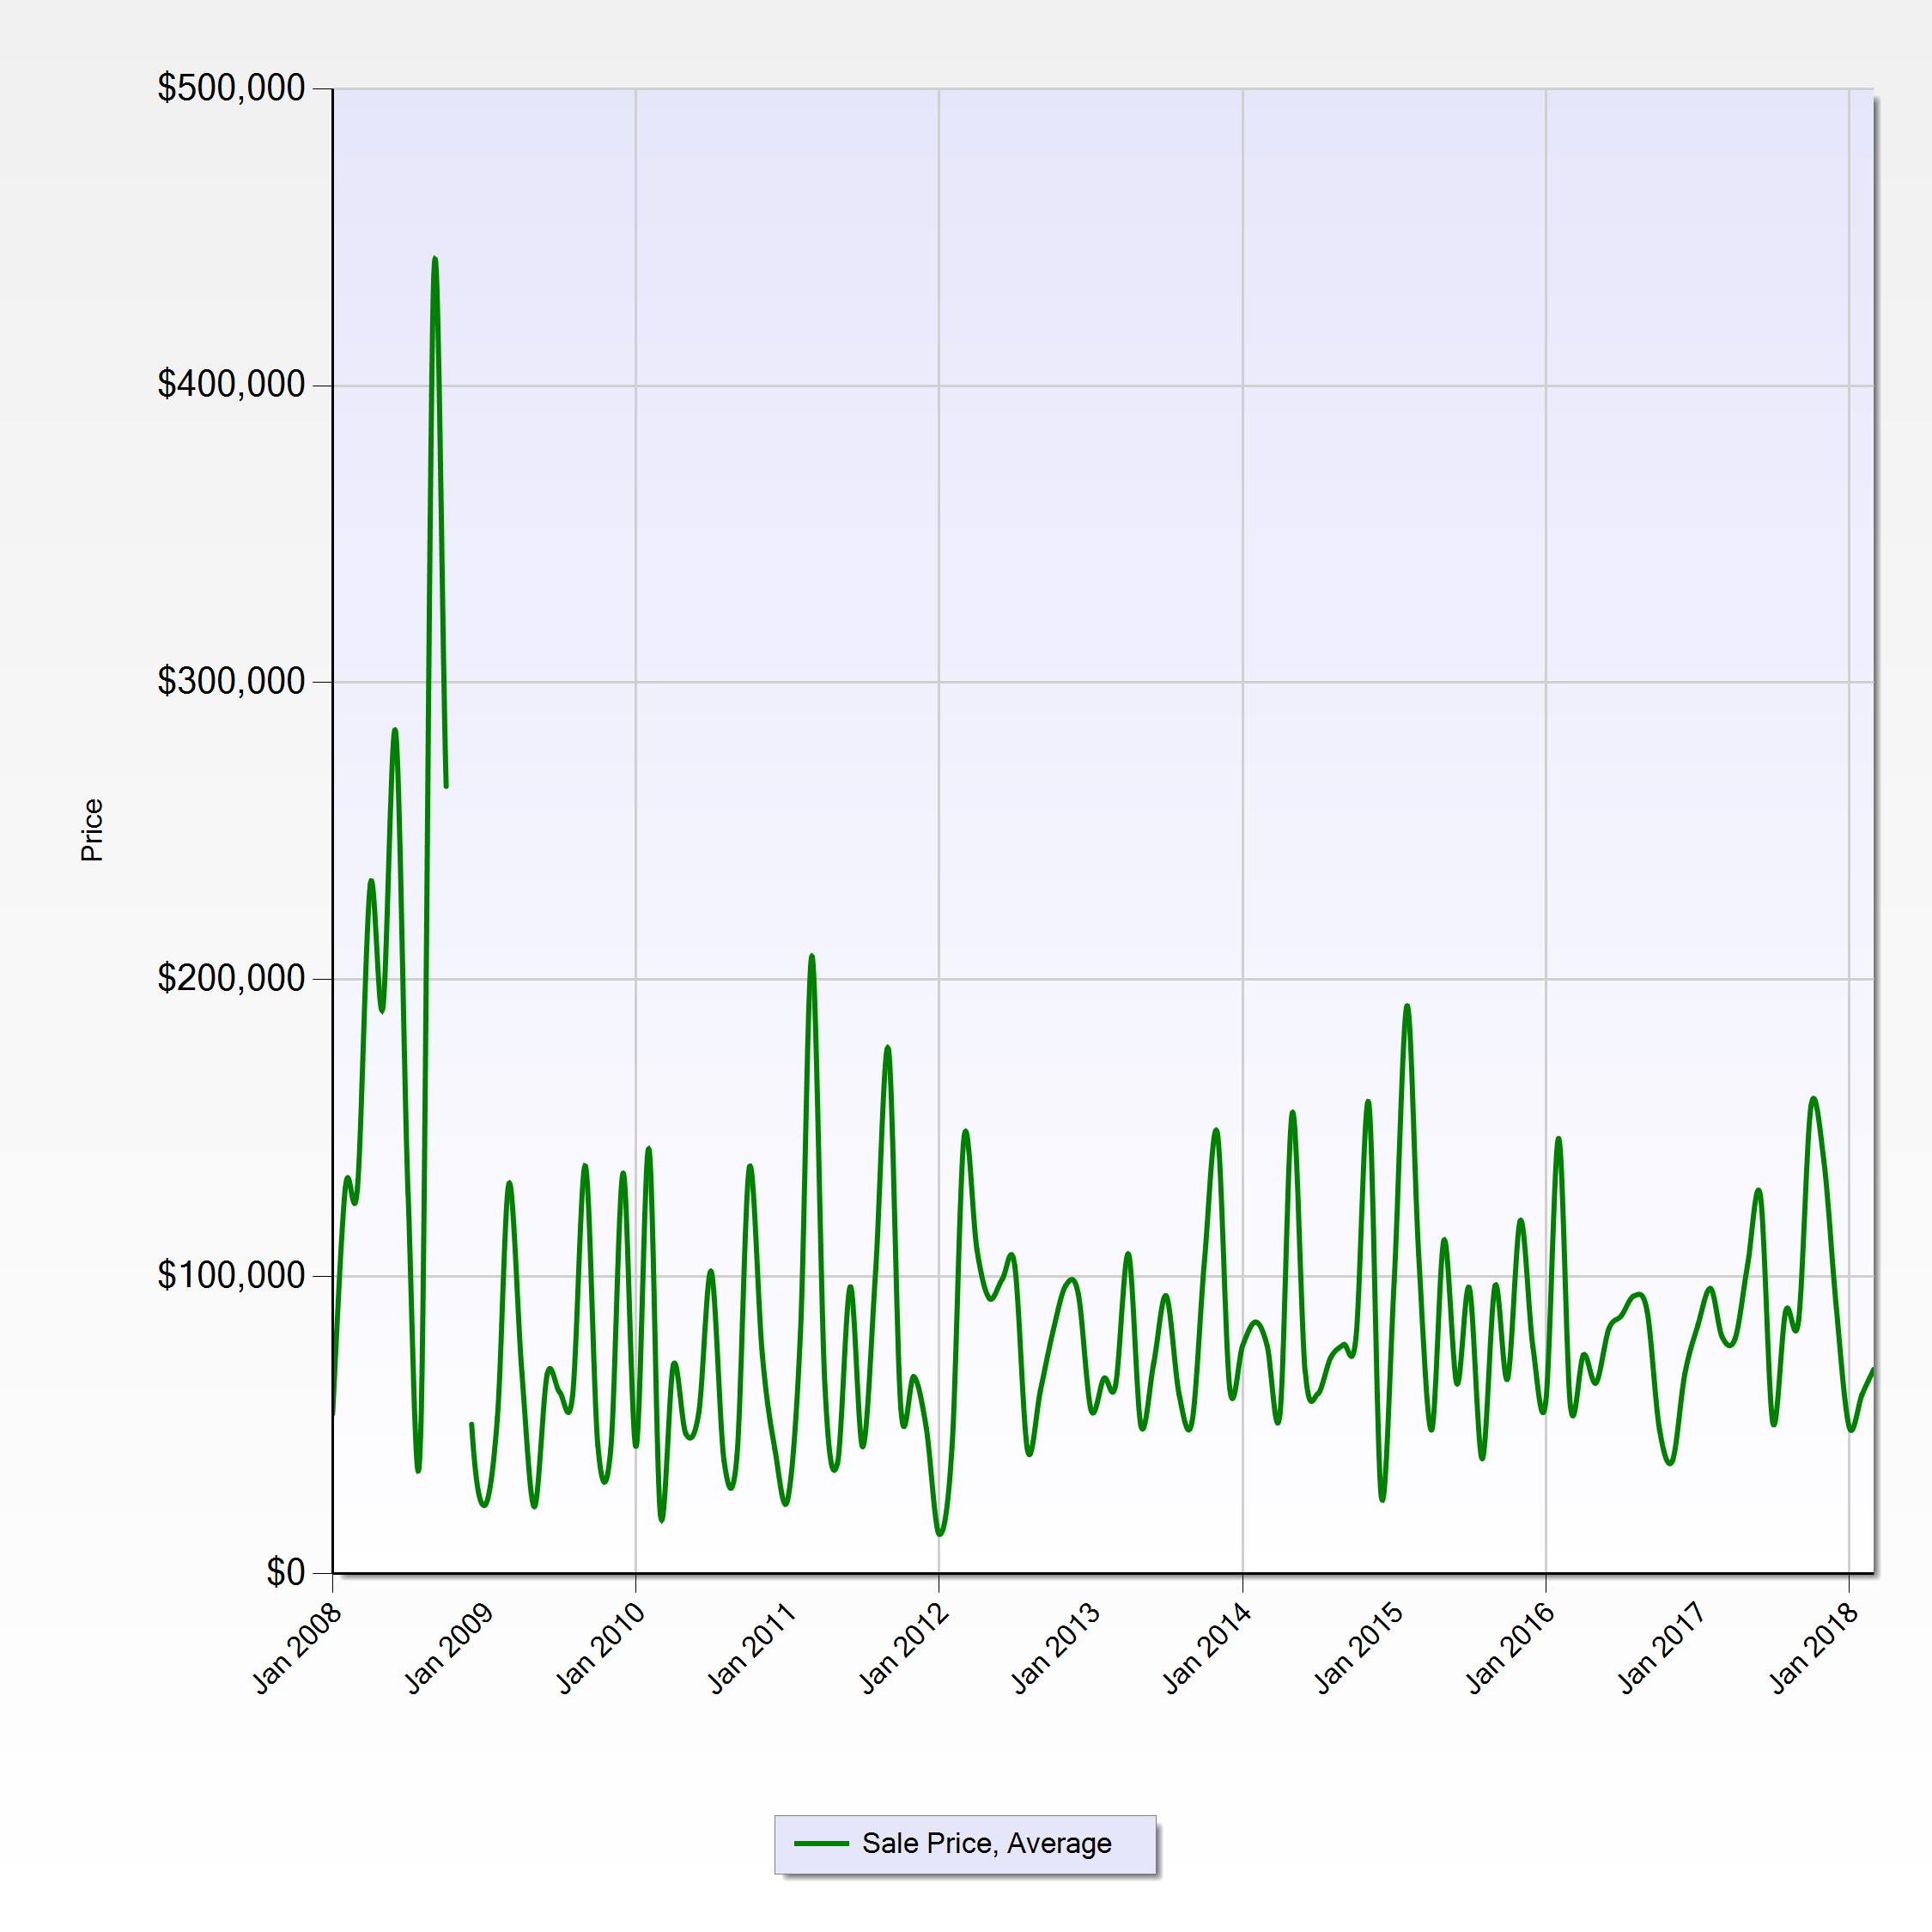 $500,000
$400,000
$300,000
$200,000
$100,000
$0
Price
Jan 2008
Jan 2009
Jan 2010
Jan 2011
Jan 2012
Jan 2013
Jan 2014
Jan 2015
Jan 2016
Jan 2017
Jan 2018
Sale Price, Average